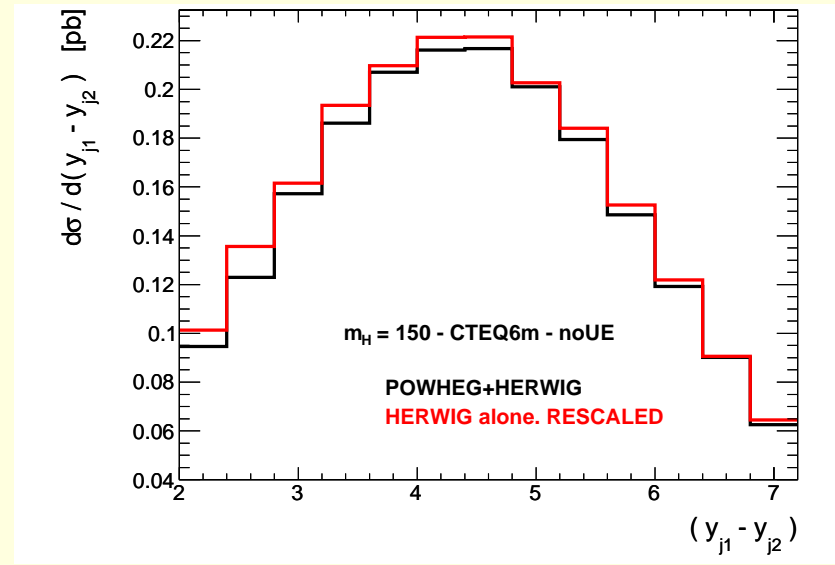 dσ / d( y_j1 - y_j2 ) [pb]
0.22
0.2
0.18
0.16
0.14
0.12
0.1
0.08
0.06
0.04
m_H = 150 - CTEQ6m - noUE
POWHEG+HERWIG
HERWIG alone. RESCALED
2 3 4 5 6 7
( y_j1 - y_j2 )